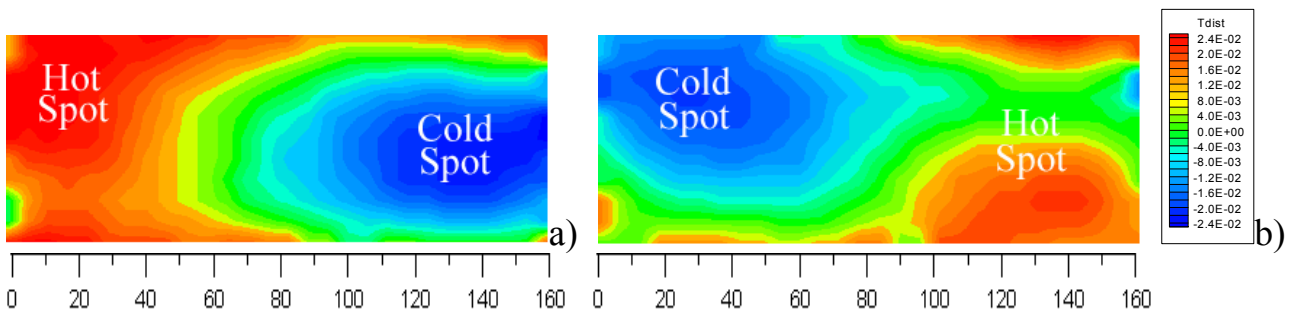 Hot
Spot
Cold
Spot
a)
0 20 40 60 80 100 120 140 160
Cold
Spot
Hot
Spot
b)
0 20 40 60 80 100 120 140 160
Tdist
2.4E-02
2.0E-02
1.6E-02
1.2E-02
8.0E-03
4.0E-03
0.0E+00
-4.0E-03
-8.0E-03
-1.2E-02
-1.6E-02
-2.0E-02
-2.4E-02